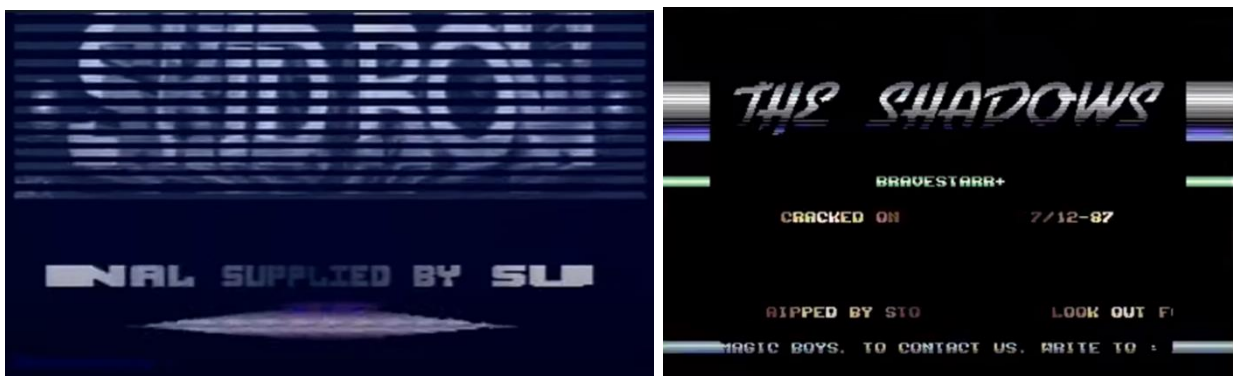 SKID ROW
NAL SUPPLIED BY SU
THE SHADOWS
BRAVESTARR+
CRACKED ON 7/12-87
RIPPED BY STO LOOK OUT F
MAGIC BOYS. TO CONTACT US. WRITE TO :